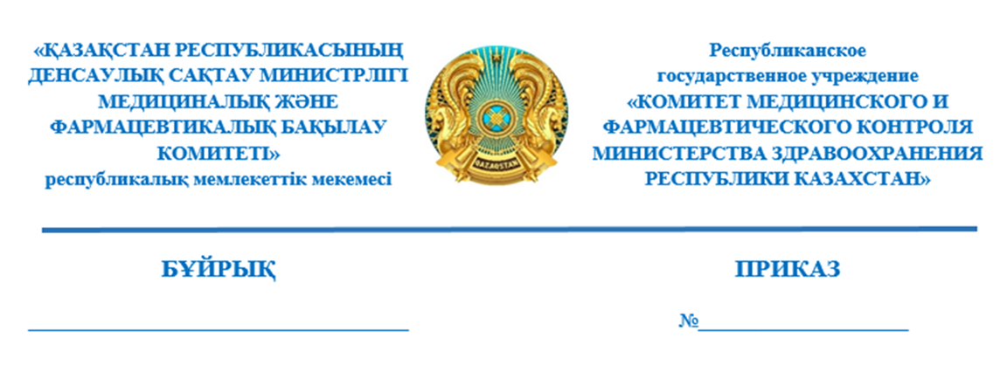 «ҚАЗАҚСТАН РЕСПУБЛИКАСЫНЫҢ
ДЕНСАУЛЫҚ САҚТАУ МИНИСТРЛІГІ
МЕДИЦИНАЛЫҚ ЖӘНЕ
ФАРМАЦЕВТИКАЛЫҚ БАҚЫЛАУ
КОМИТЕТІ»
республикалық мемлекеттік мекемесі
QAZAQSTAN
Республиканское
государственное учреждение
«КОМИТЕТ МЕДИЦИНСКОГО И
ФАРМАЦЕВТИЧЕСКОГО КОНТРОЛЯ
МИНИСТЕРСТВА ЗДРАВООХРАНЕНИЯ
РЕСПУБЛИКИ КАЗАХСТАН»
БҰЙРЫҚ
ПРИКАЗ
№